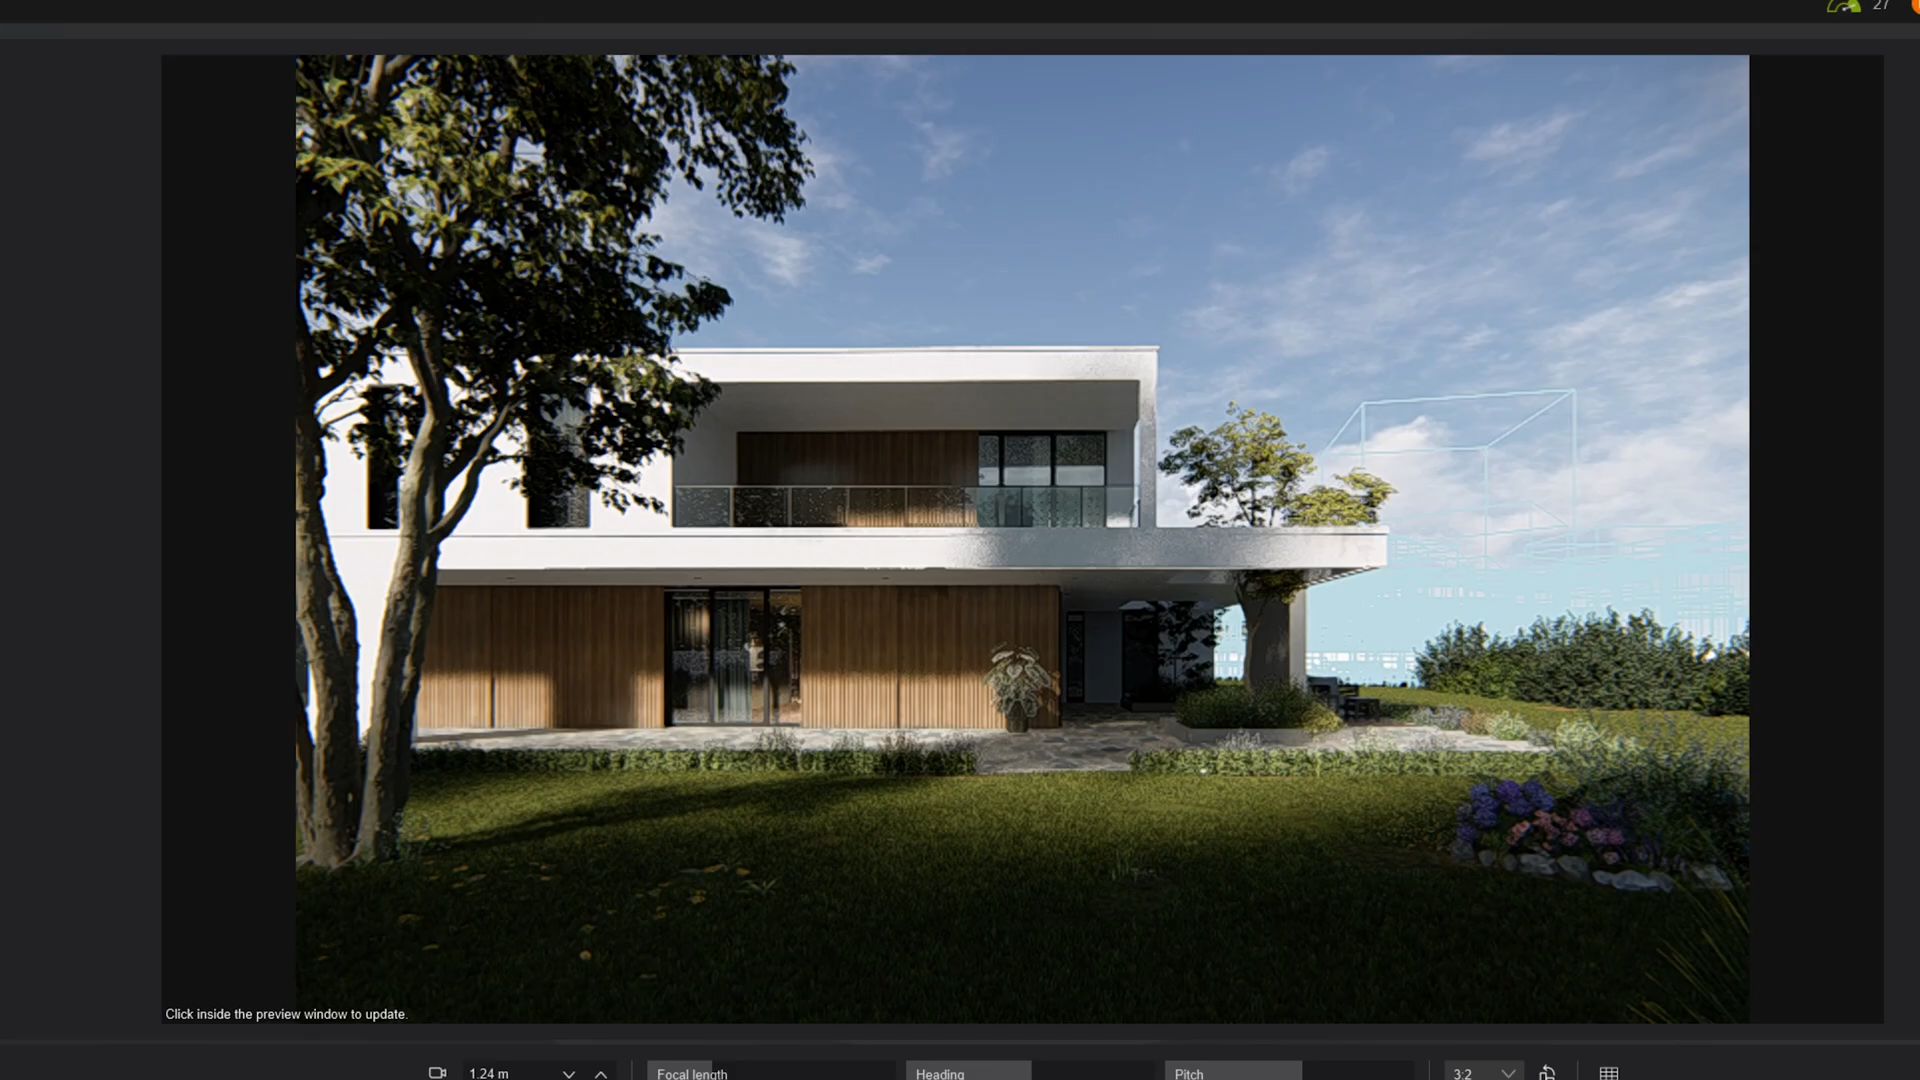 27
Click inside the preview window to update.
1.24 m
Focal length
Heading
Pitch
3:2